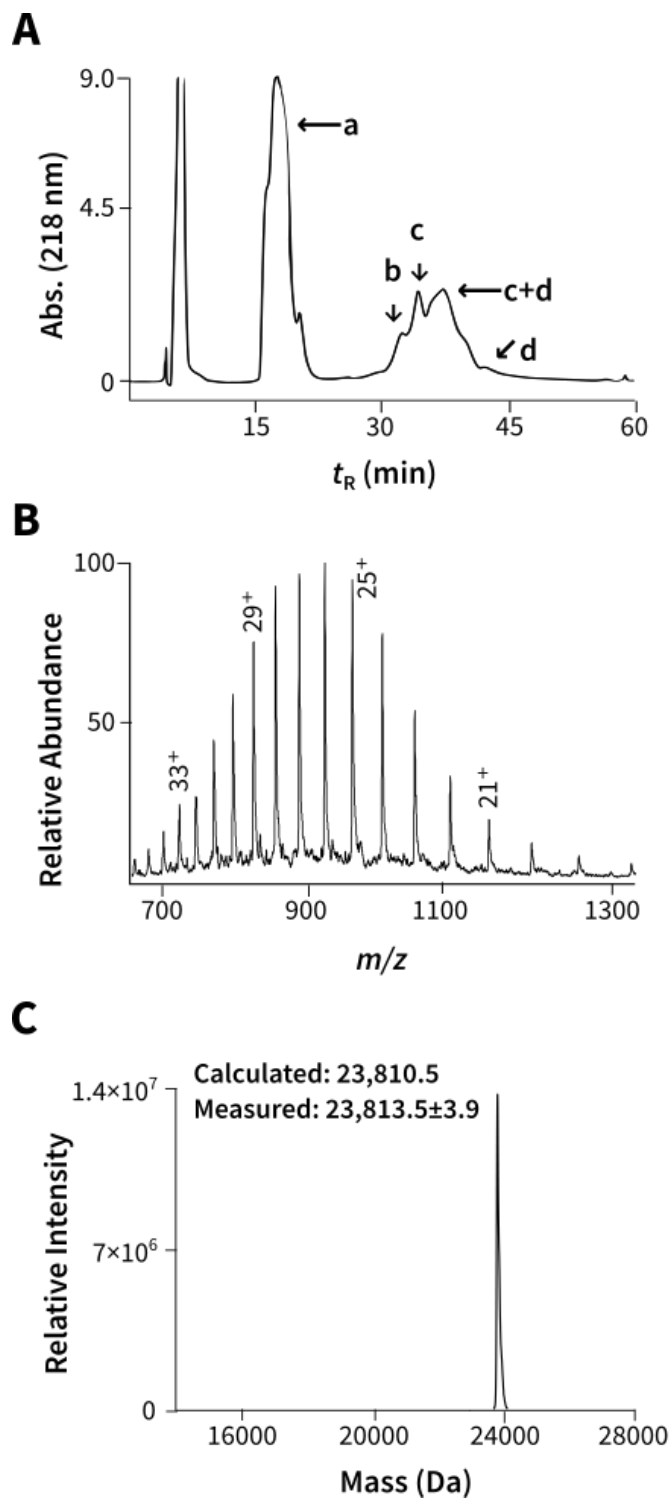 A
9.0
a
4.5
c
b
c+d
d
0
Abs. (218 nm)
15 30 45 60
tR (min)
B
100
29+
25+
50
33+
21+
Relative Abundance
700 900 1100 1300
m/z
C
Calculated: 23,810.5
1.4×10⁷
Measured: 23,813.5±3.9
7×10⁶
0
Relative Intensity
16000 20000 24000 28000
Mass (Da)